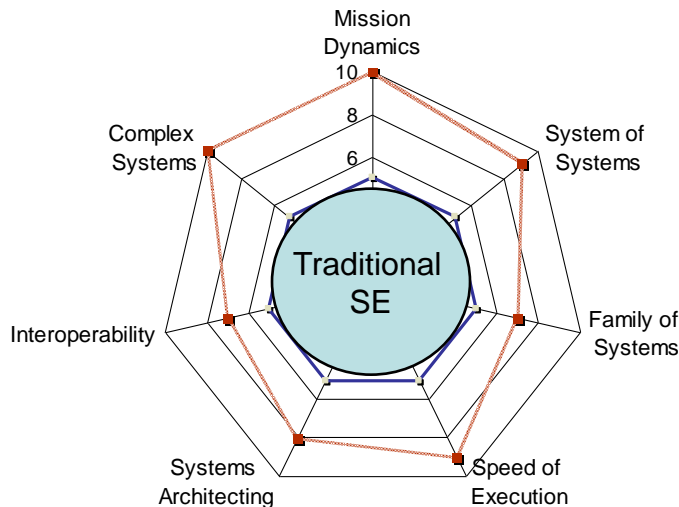 Mission
Dynamics
10
8
6
Complex
Systems
System of
Systems
Traditional
SE
Interoperability
Family of
Systems
Systems
Architecting
Speed of
Execution